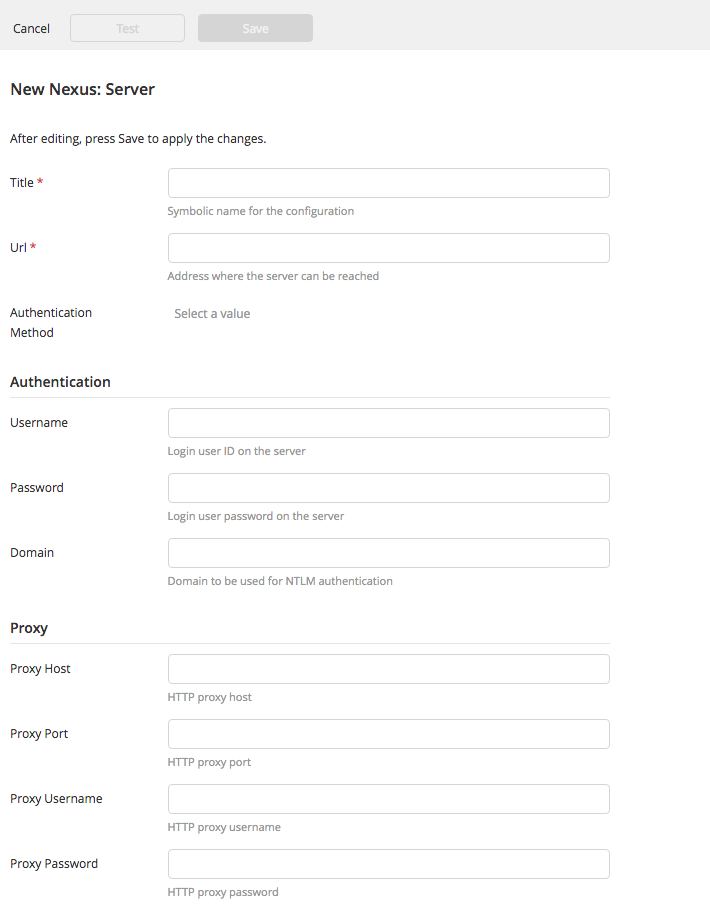 Cancel Test Save
New Nexus: Server
After editing, press Save to apply the changes.
Title *
Symbolic name for the configuration
Url *
Address where the server can be reached
Authentication Method Select a value
Authentication
Username
Login user ID on the server
Password
Login user password on the server
Domain
Domain to be used for NTLM authentication
Proxy
Proxy Host
HTTP proxy host
Proxy Port
HTTP proxy port
Proxy Username
HTTP proxy username
Proxy Password
HTTP proxy password